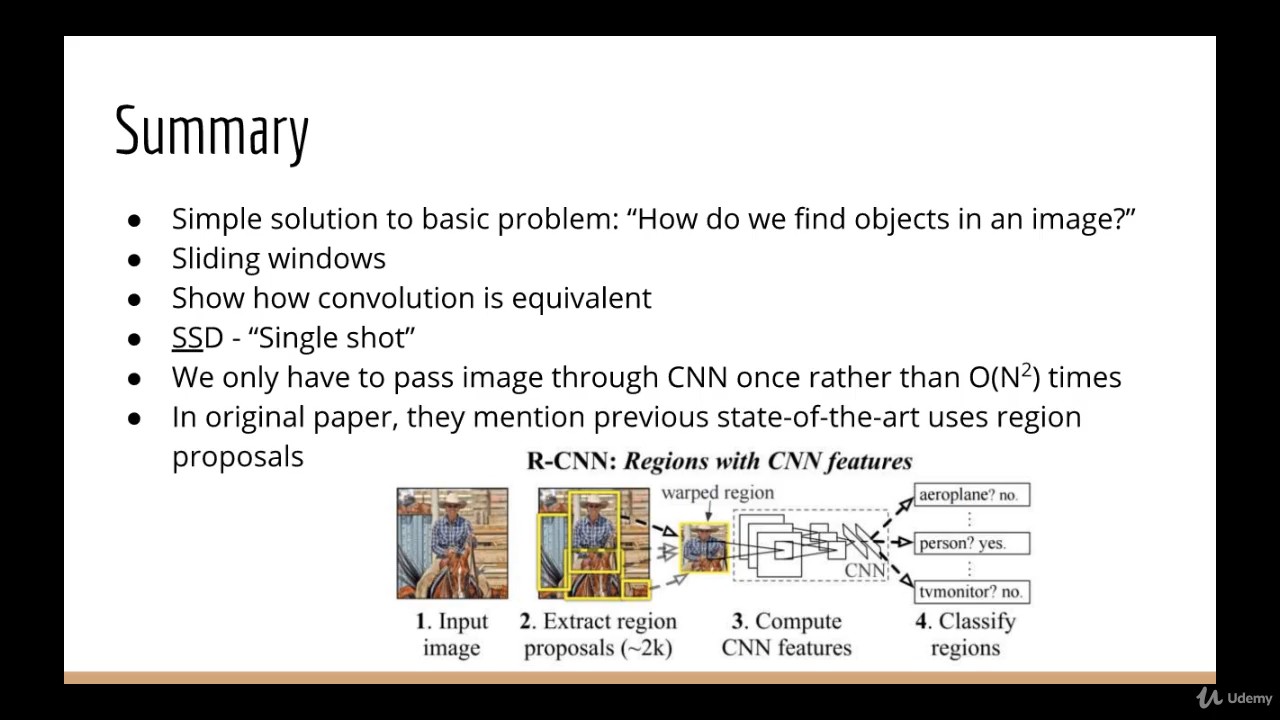 Summary
● Simple solution to basic problem: “How do we find objects in an image?”
● Sliding windows
● Show how convolution is equivalent
● SSD - “Single shot”
● We only have to pass image through CNN once rather than O(N²) times
● In original paper, they mention previous state-of-the-art uses region
proposals
R-CNN: Regions with CNN features
warped region
aeroplane? no.
person? yes.
CNN
tvmonitor? no.
1. Input
image
2. Extract region
proposals (~2k)
3. Compute
CNN features
4. Classify
regions
Udemy